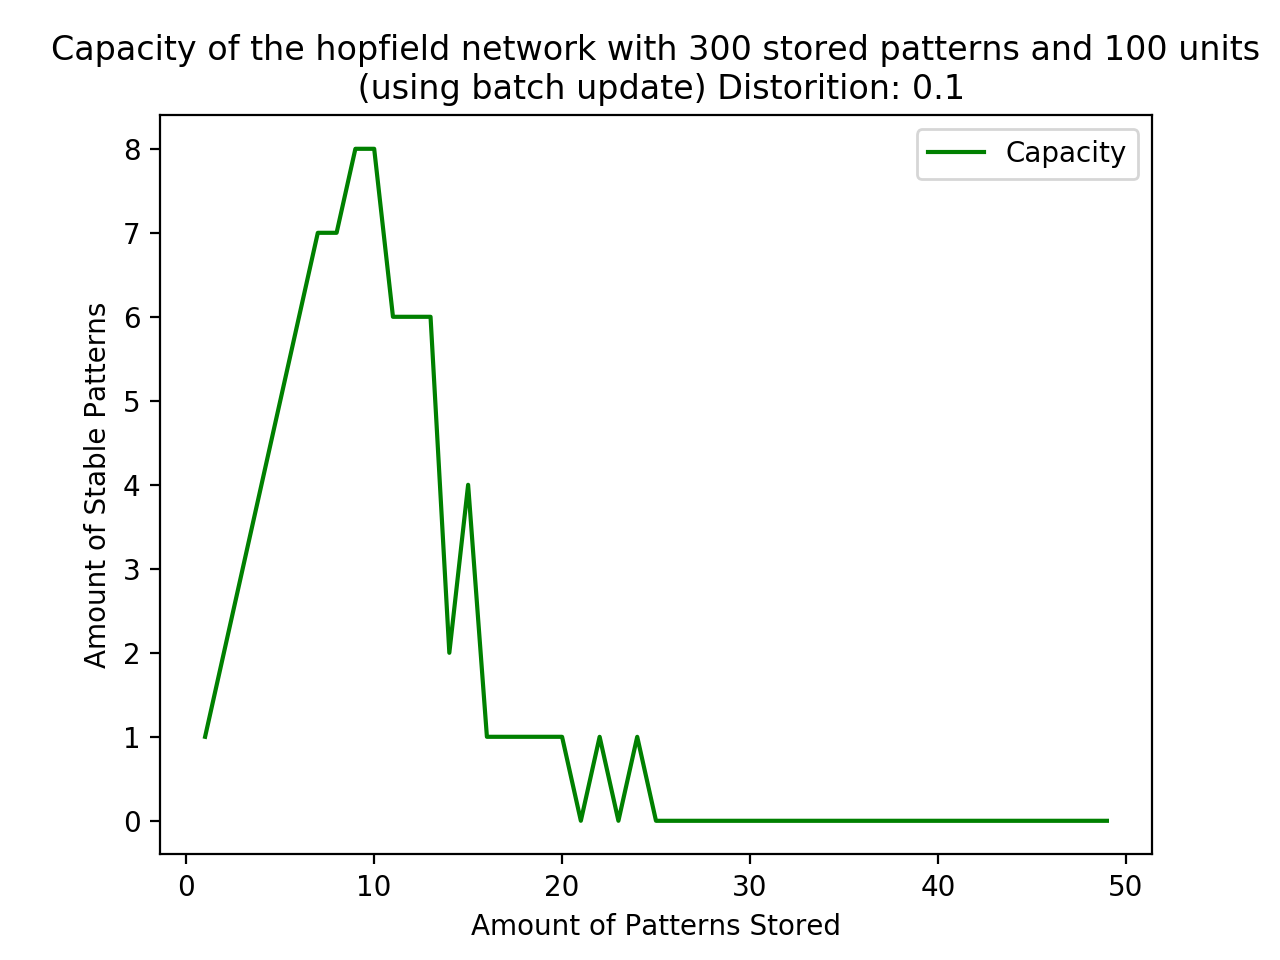 Capacity of the hopfield network with 300 stored patterns and 100 units
(using batch update) Distorition: 0.1
Capacity
8
7
6
5
4
3
2
1
0
Amount of Stable Patterns
0 10 20 30 40 50
Amount of Patterns Stored